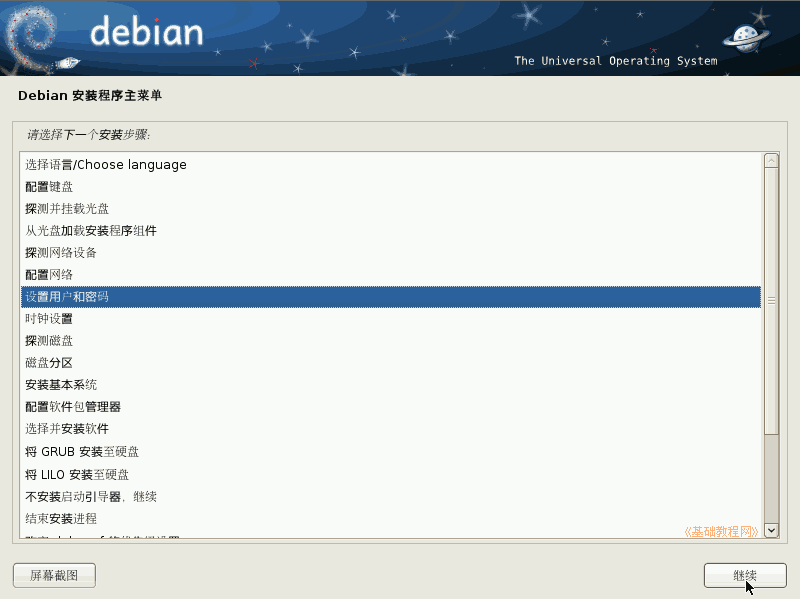 debian
The Universal Operating System
Debian 安装程序主菜单
请选择下一个安装步骤:
选择语言/Choose language
配置键盘
探测并挂载光盘
从光盘加载安装程序组件
探测网络设备
配置网络
设置用户和密码
时钟设置
探测磁盘
磁盘分区
安装基本系统
配置软件包管理器
选择并安装软件
将 GRUB 安装至硬盘
将 LILO 安装至硬盘
不安装启动引导器，继续
结束安装进程
《基础教程网》
屏幕截图
继续